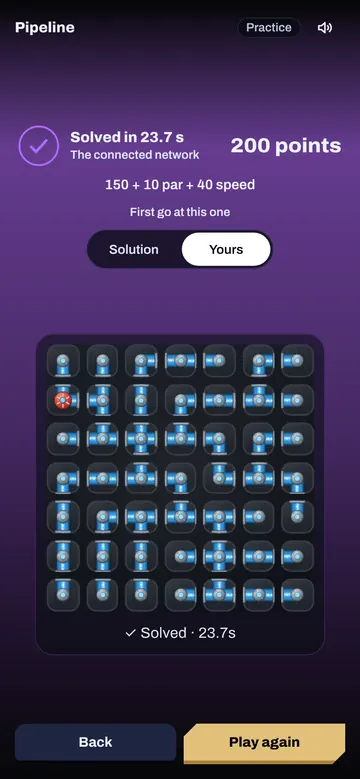 Pipeline
Practice
Solved in 23.7 s
The connected network
200 points
150 + 10 par + 40 speed
First go at this one
Solution
Yours
✓ Solved · 23.7s
Back
Play again